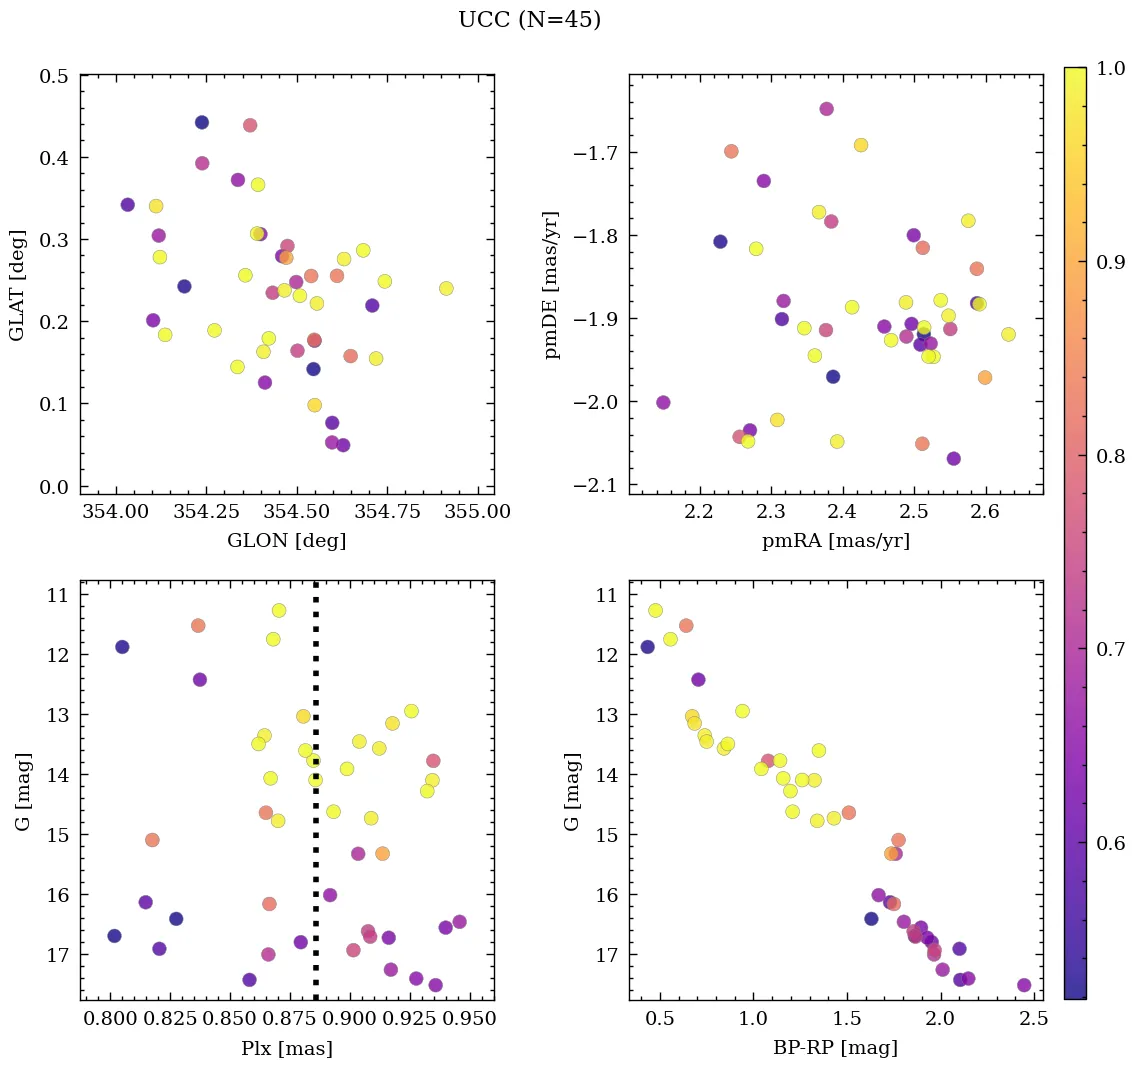 UCC (N=45)
0.5
0.4
0.3
0.2
0.1
0.0
GLAT [deg]
354.00 354.25 354.50 354.75 355.00
GLON [deg]
−1.7
−1.8
−1.9
−2.0
−2.1
pmDE [mas/yr]
2.2 2.3 2.4 2.5 2.6
pmRA [mas/yr]
11
12
13
14
15
16
17
G [mag]
0.800 0.825 0.850 0.875 0.900 0.925 0.950
Plx [mas]
11
12
13
14
15
16
17
G [mag]
0.5 1.0 1.5 2.0 2.5
BP-RP [mag]
1.0
0.9
0.8
0.7
0.6